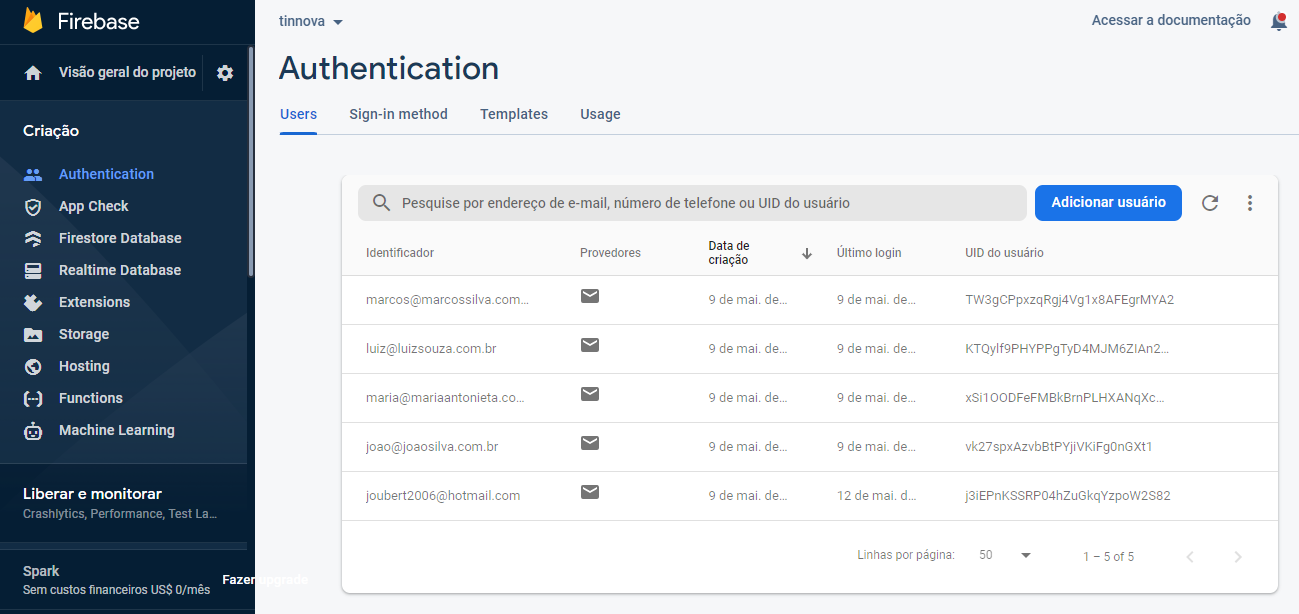 Firebase
tinnova
Acessar a documentação
Visão geral do projeto
Authentication
Users Sign-in method Templates Usage
Criação
Authentication
App Check
Firestore Database
Realtime Database
Extensions
Storage
Hosting
Functions
Machine Learning
Liberar e monitorar
Crashlytics, Performance, Test La...
Spark
Sem custos financeiros US$ 0/mês
Fazer upgrade
Pesquise por endereço de e-mail, número de telefone ou UID do usuário
Adicionar usuário
Identificador Provedores Data de criação Último login UID do usuário
marcos@marcossilva.com... 9 de mai. de... 9 de mai. de... TW3gCPpxzqRgj4Vg1x8AFEgrMYA2
luiz@luizsouza.com.br 9 de mai. de... 9 de mai. de... KTQylf9PHYPPgTyD4MJM6ZIAn2...
maria@mariaantonieta.co... 9 de mai. de... 9 de mai. de... xSi1OODFeFMBkBrnPLHXANqXc...
joao@joaosilva.com.br 9 de mai. de... 9 de mai. de... vk27spxAzvbBtPYjiVKiFg0nGXt1
joubert2006@hotmail.com 9 de mai. de... 12 de mai. d... j3iEPnKSSRP04hZuGkqYzpoW2S82
Linhas por página: 50 1 – 5 of 5